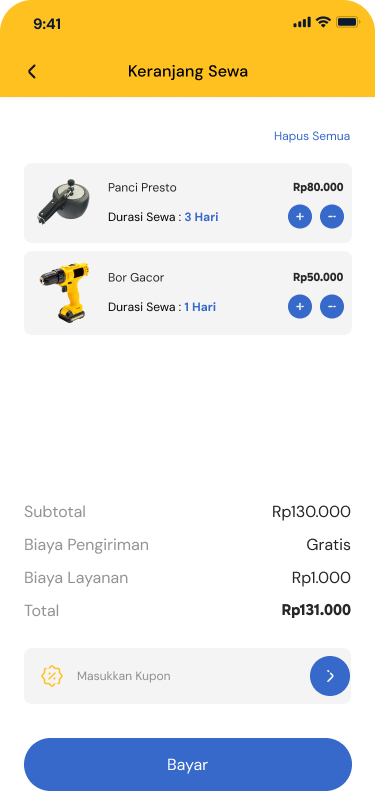 9:41
Keranjang Sewa
Hapus Semua
Panci Presto Rp80.000
Durasi Sewa : 3 Hari
Bor Gacor Rp50.000
Durasi Sewa : 1 Hari
Subtotal Rp130.000
Biaya Pengiriman Gratis
Biaya Layanan Rp1.000
Total Rp131.000
Masukkan Kupon
Bayar